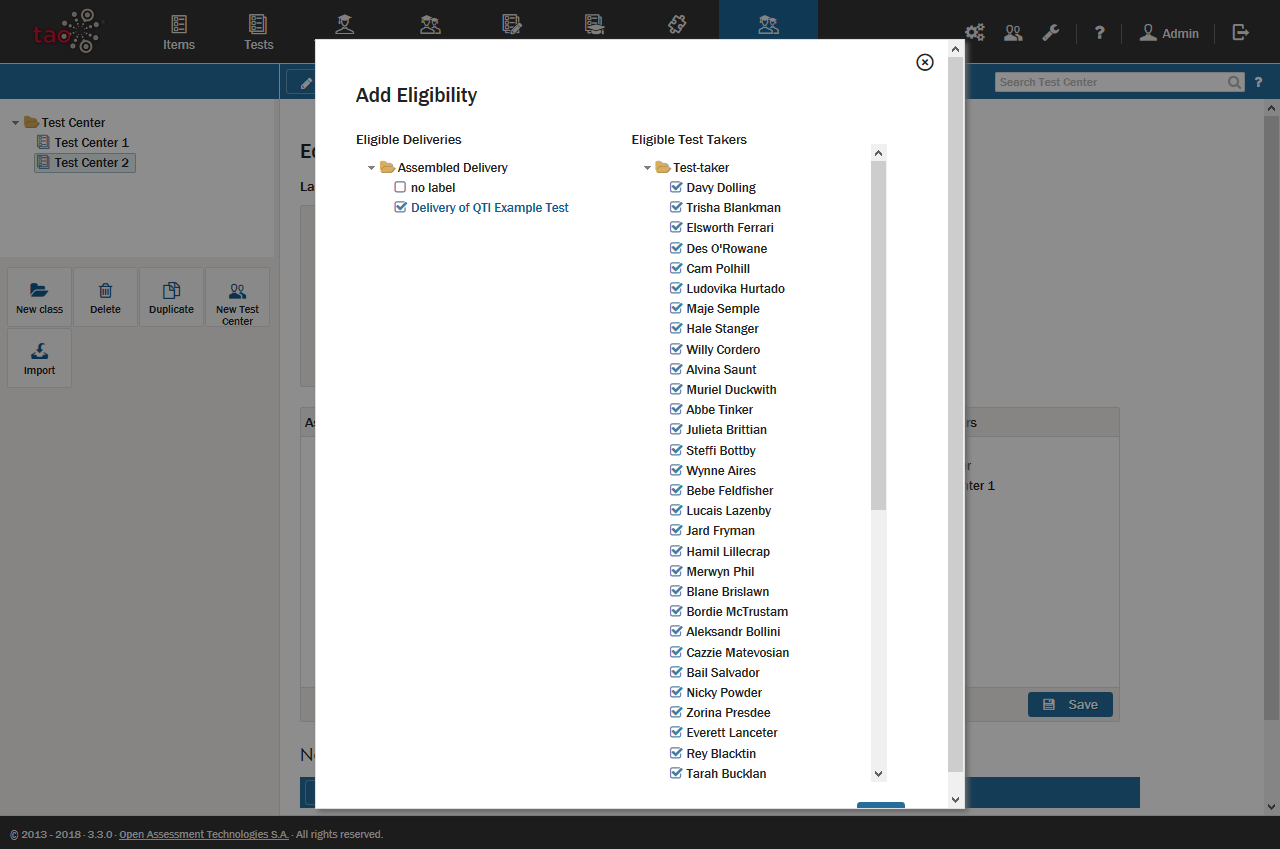 tao
Items
Tests
?
Admin
Search Test Center
?
Test Center
Test Center 1
Test Center 2
New class
Delete
Duplicate
New Test center
Import
Add Eligibility
Eligible Deliveries
Assembled Delivery
no label
Delivery of QTI Example Test
Eligible Test Takers
Test-taker
Davy Dolling
Trisha Blankman
Elsworth Ferrari
Des O'Rowane
Cam Polhill
Ludovika Hurtado
Maje Semple
Hale Stanger
Willy Cordero
Alvina Saunt
Muriel Duckwith
Abbe Tinker
Julieta Brittian
Steffi Bottby
Wynne Aires
Bebe Feldfisher
Lucais Lazenby
Jard Fryman
Hamil Lillecrap
Merwyn Phil
Blane Brislawn
Bordie McTrustam
Aleksandr Bollini
Cazzie Matevosian
Bail Salvador
Nicky Powder
Zorina Presdee
Everett Lanceter
Rey Blacktin
Tarah Bucklan
1
Save
© 2013 - 2018 · 3.3.0 · Open Assessment Technologies S.A. · All rights reserved.